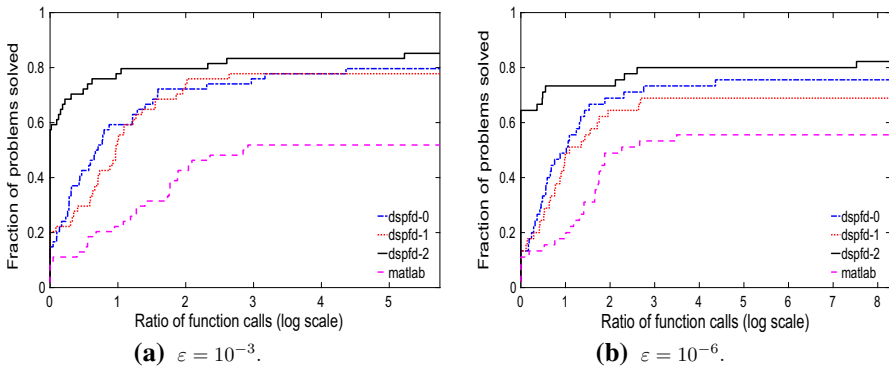 Fraction of problems solved
1
0.8
0.6
0.4
0.2
0
0 1 2 3 4 5
Ratio of function calls (log scale)
dspfd-0
dspfd-1
dspfd-2
matlab
(a) ε = 10⁻³.
Fraction of problems solved
1
0.8
0.6
0.4
0.2
0
0 1 2 3 4 5 6 7 8
Ratio of function calls (log scale)
dspfd-0
dspfd-1
dspfd-2
matlab
(b) ε = 10⁻⁶.